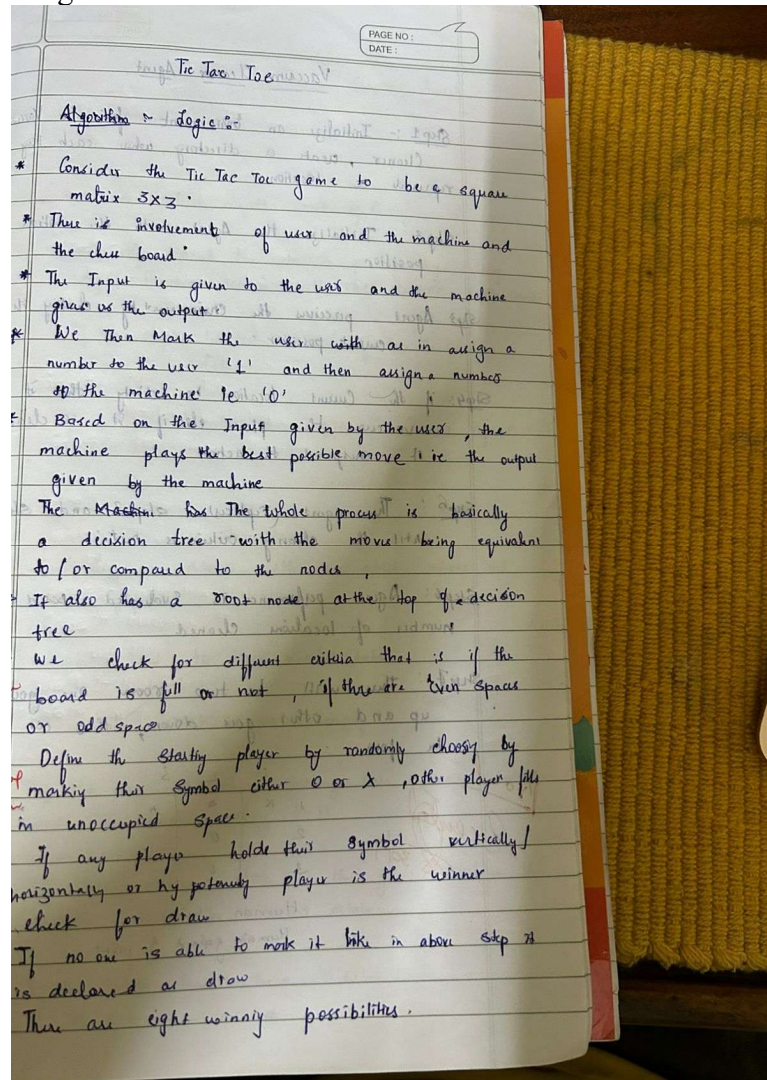 PAGE NO :
DATE :
Tic Tac Toe
Algorithm :- Logic :-
* Consider the Tic Tac Toe game to be a square
matrix 3x3.
* There is involvement of user and the machine and
the chess board.
* The Input is given to the user and the machine
gives us the output.
* We Then Mark the user with as in assign a
number to the user '1' and then assign a number
to the machine ie '0'
* Based on the Input given by the user, the
machine plays the best possible move ie the output
given by the machine
The Machine has The whole process is basically
a decision tree with the moves being equivalent
to / or compared to the nodes,
It also has a root node at the top of a decision
tree
We check for different criteria that is if the
board is full or not, if there are Even spaces
or odd space
Define th starting player by randomly choosing by
markiy their symbol either O or X, other player fills
in unoccupied space.
If any player holds their symbol vertically/
horizontally or hypotenuly player is the winner
check for draw
If no one is able to mark it like in above step it
is declared as draw
There are eight winniy possibilities.